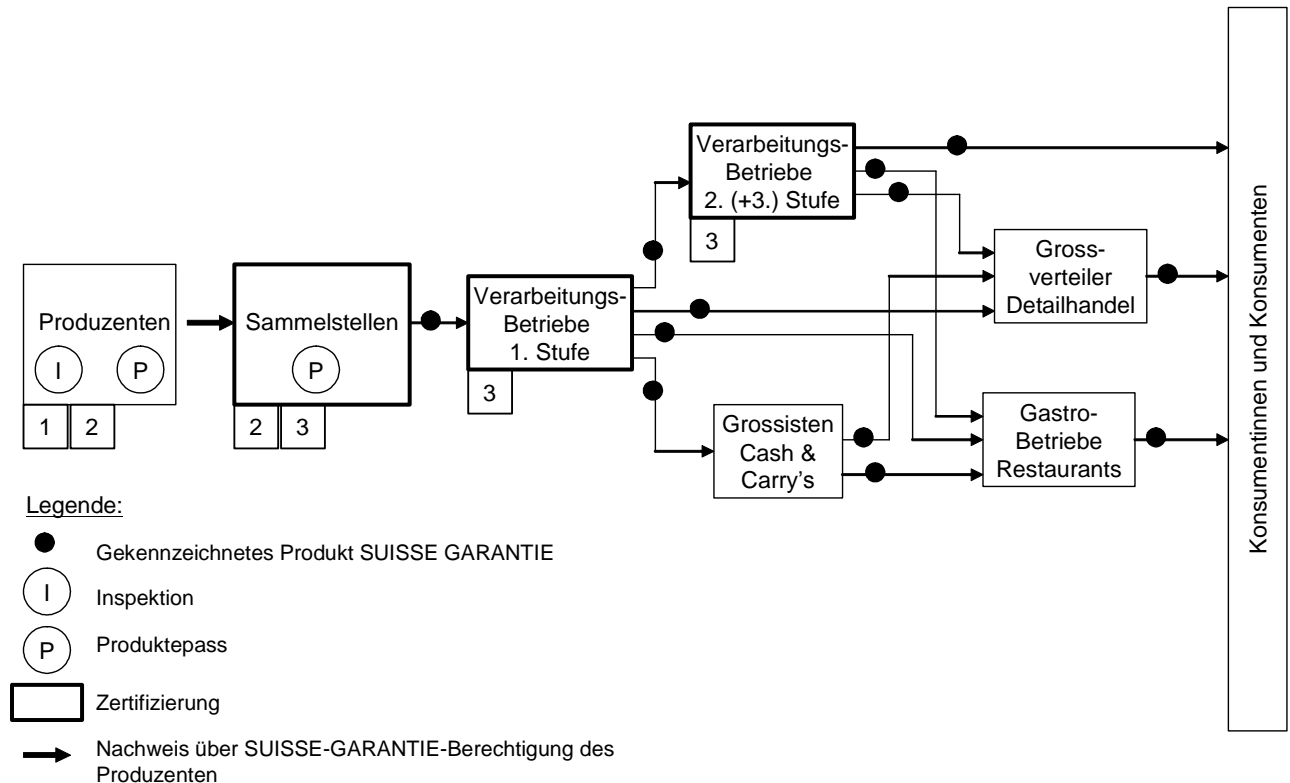 Verarbeitungs-
Betriebe
2. (+3.) Stufe
3
Produzenten
I
P
1
2
Sammelstellen
P
2
3
Verarbeitungs-
Betriebe
1. Stufe
3
Gross-
verteiler
Detailhandel
Grossisten
Cash &
Carry's
Gastro-
Betriebe
Restaurants
Konsumentinnen und Konsumenten
Legende:
Gekennzeichnetes Produkt SUISSE GARANTIE
I
Inspektion
P
Produktepass
Zertifizierung
Nachweis über SUISSE-GARANTIE-Berechtigung des
Produzenten